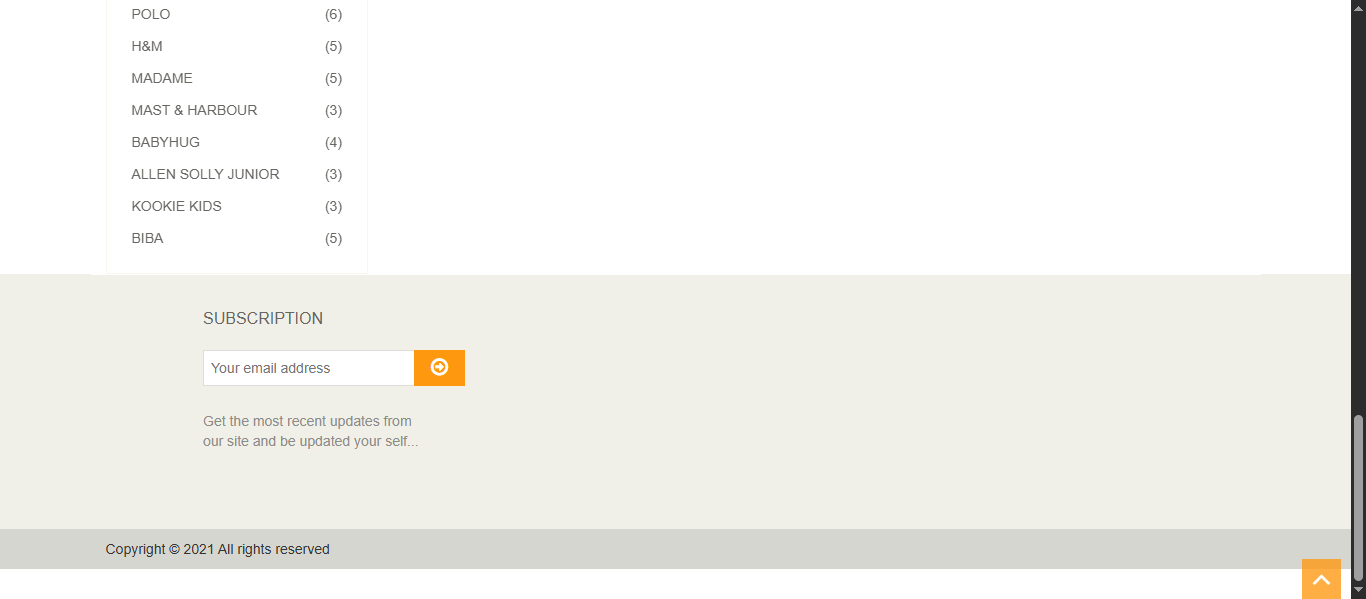 POLO (6)
H&M (5)
MADAME (5)
MAST & HARBOUR (3)
BABYHUG (4)
ALLEN SOLLY JUNIOR (3)
KOOKIE KIDS (3)
BIBA (5)
SUBSCRIPTION
Your email address
Get the most recent updates from
our site and be updated your self...
Copyright © 2021 All rights reserved